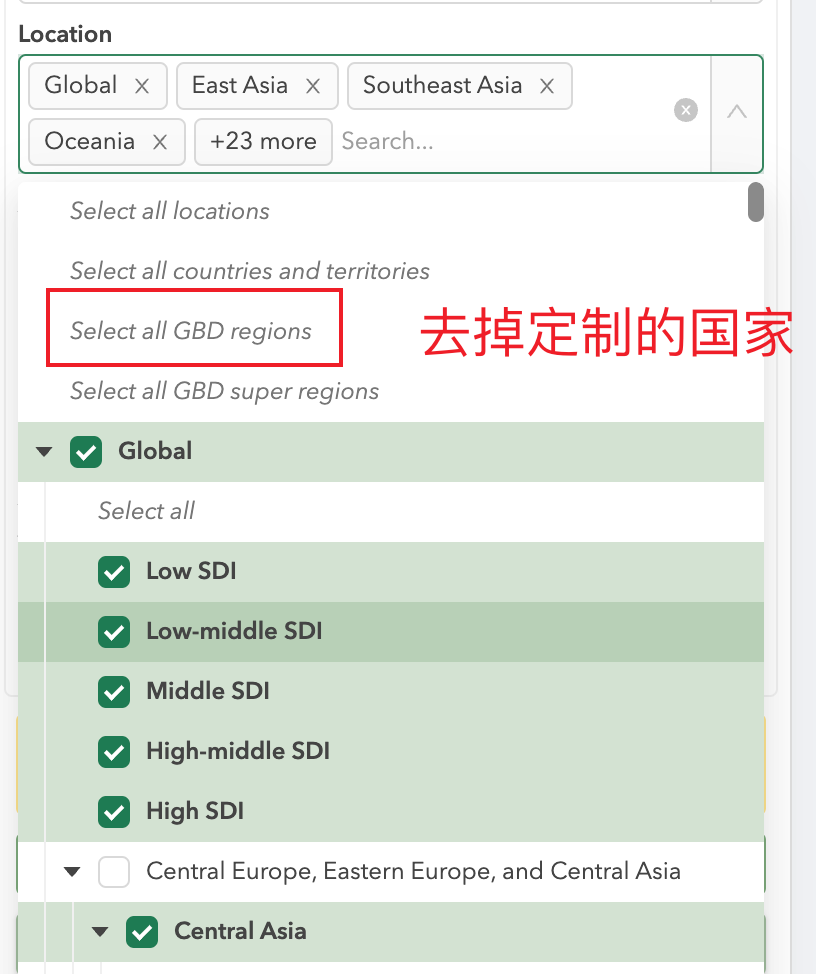 Location
Global
East Asia
Southeast Asia
Oceania
+23 more
Search...
Select all locations
Select all countries and territories
Select all GBD regions
去掉定制的国家
Select all GBD super regions
Global
Select all
Low SDI
Low-middle SDI
Middle SDI
High-middle SDI
High SDI
Central Europe, Eastern Europe, and Central Asia
Central Asia